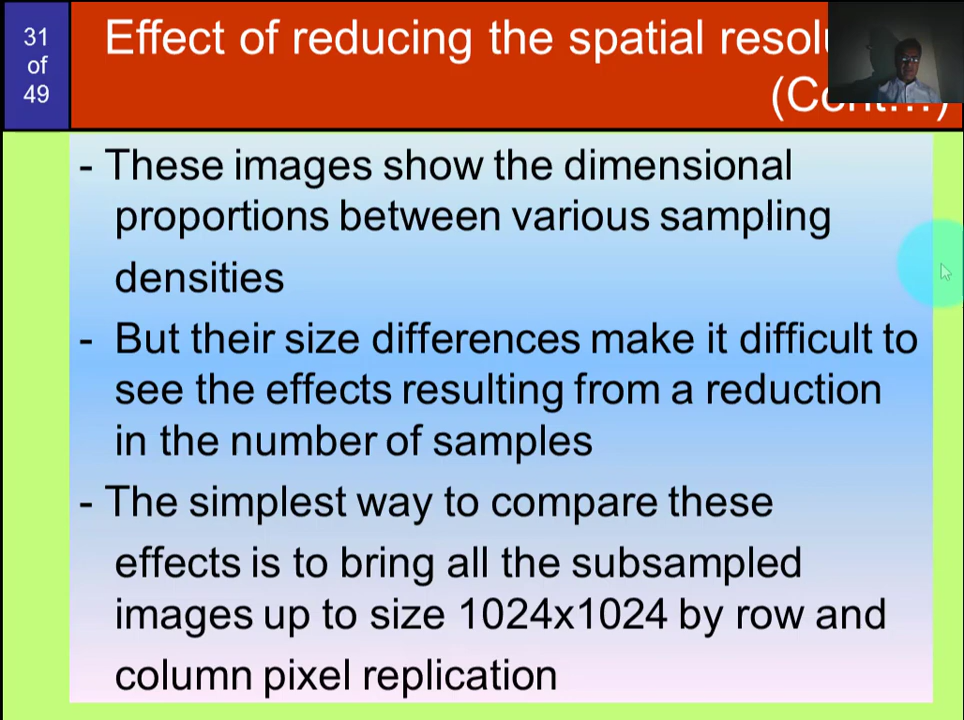 31
of
49
Effect of reducing the spatial
- These images show the dimensional
proportions between various sampling
densities
- But their size differences make it difficult to
see the effects resulting from a reduction
in the number of samples
- The simplest way to compare these
effects is to bring all the subsampled
images up to size 1024x1024 by row and
column pixel replication